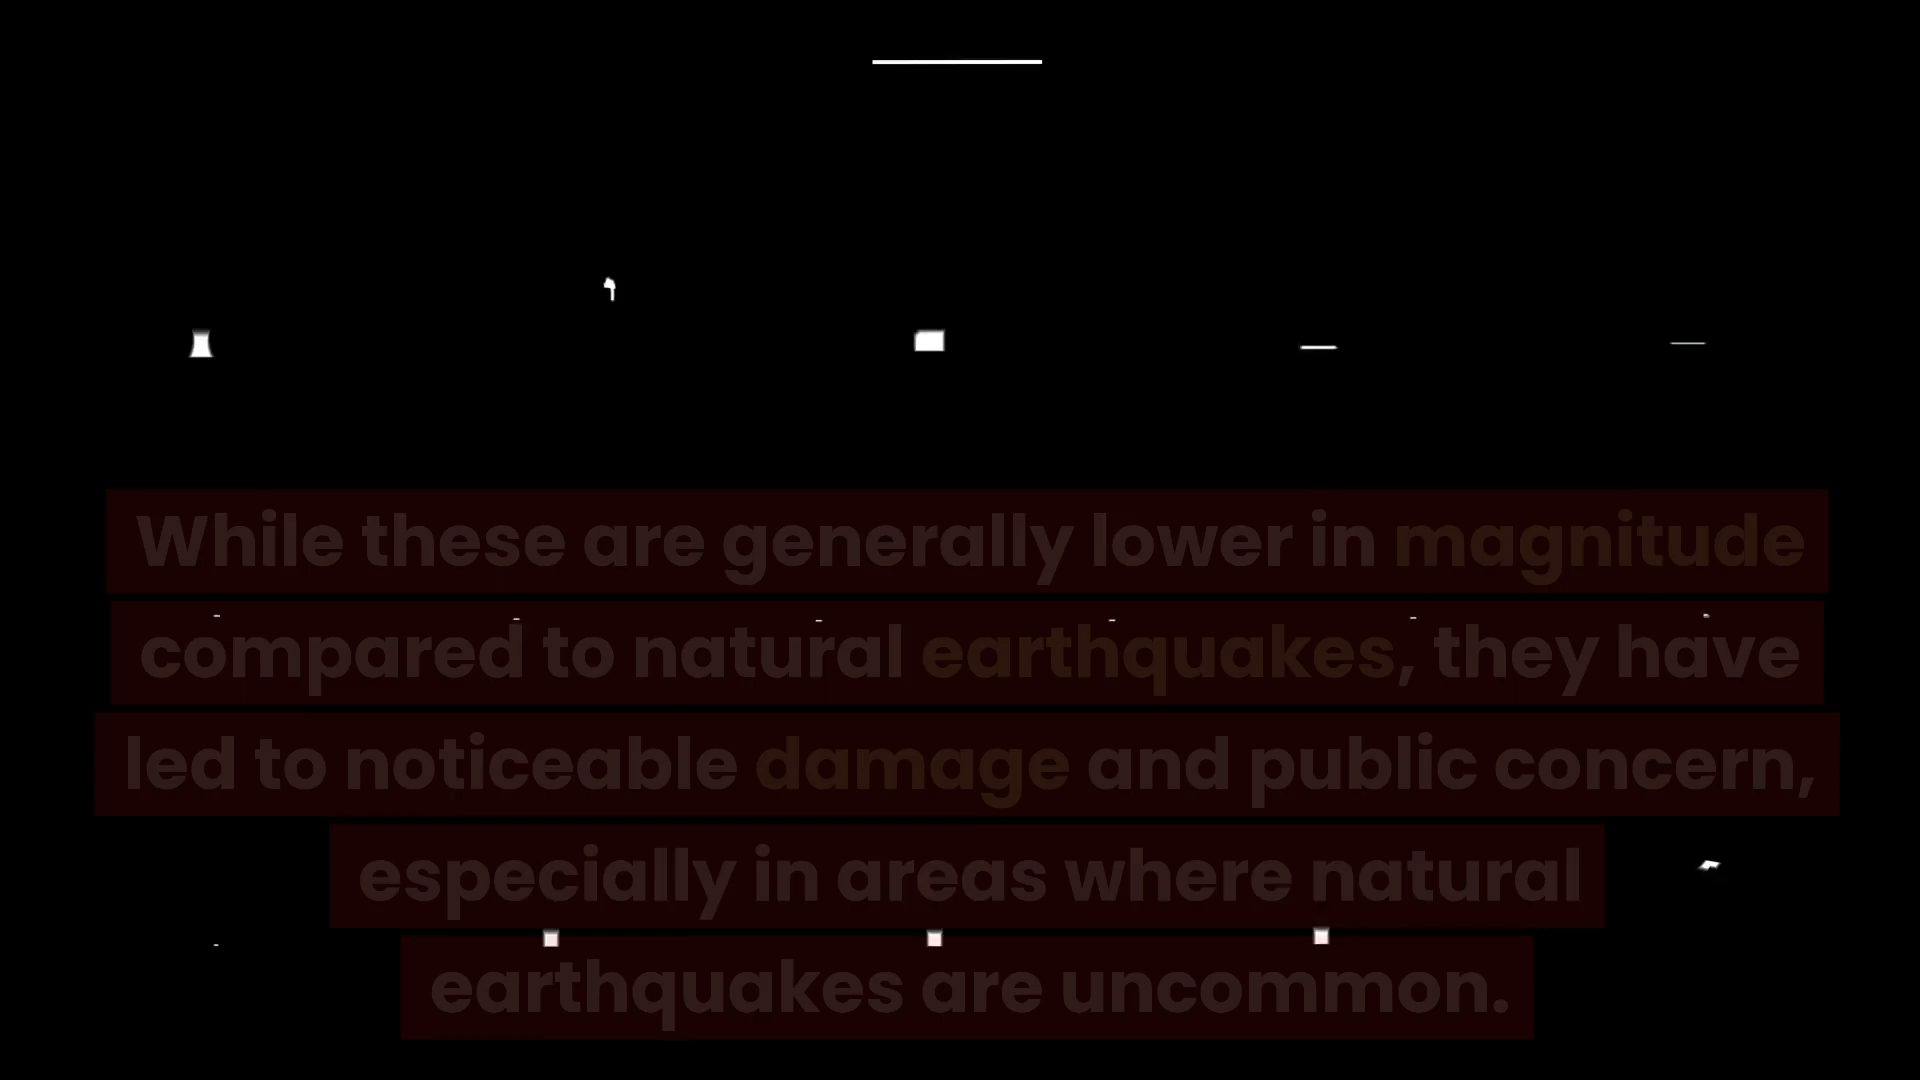 While these are generally lower in magnitude
compared to natural earthquakes, they have
led to noticeable damage and public concern,
especially in areas where natural
earthquakes are uncommon.